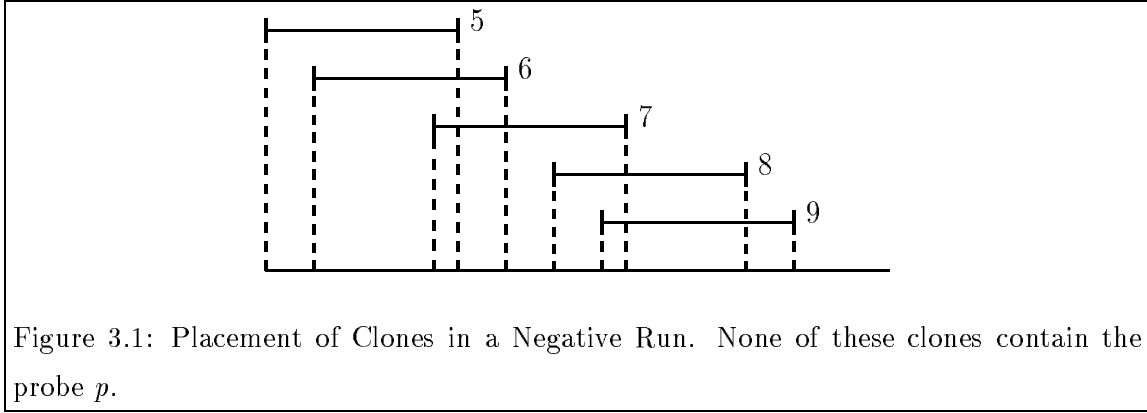 5
6
7
8
9
Figure 3.1: Placement of Clones in a Negative Run. None of these clones contain the
probe p.